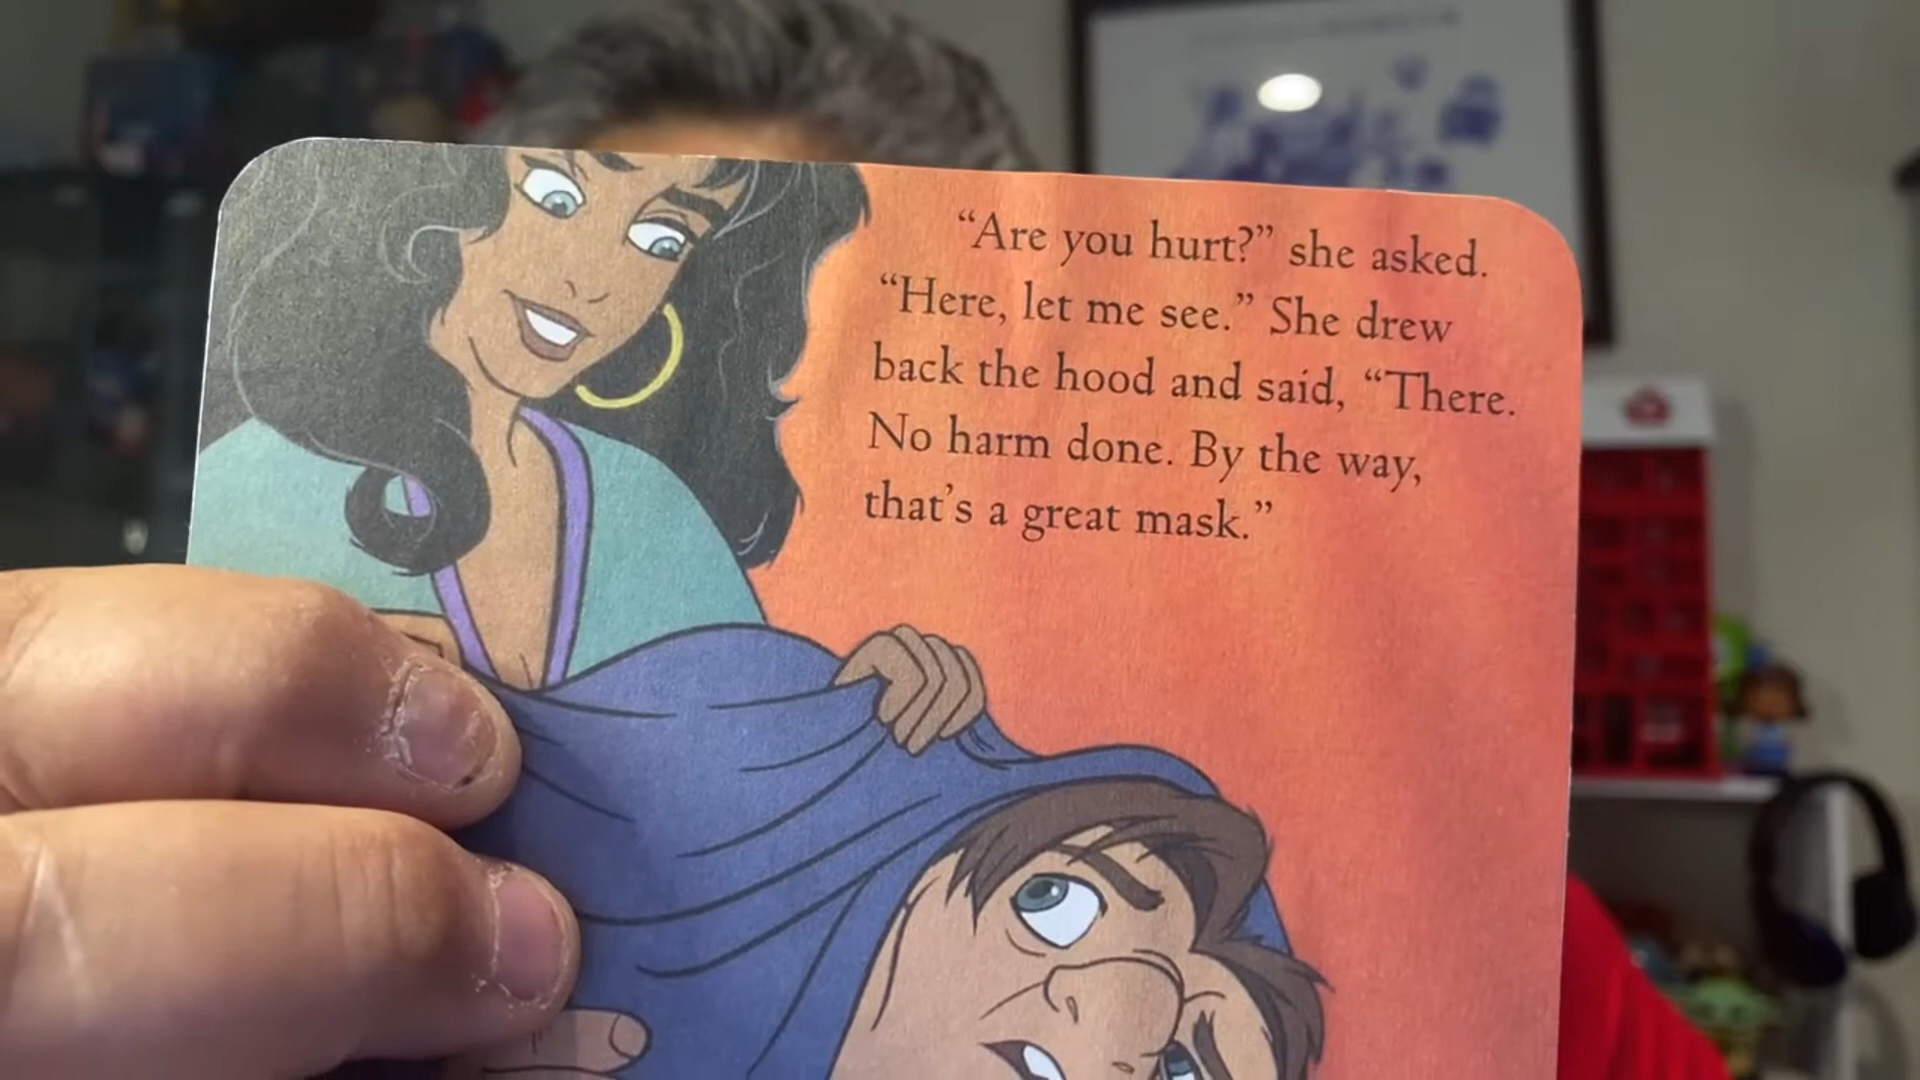 “Are you hurt?” she asked.
“Here, let me see.” She drew
back the hood and said, “There.
No harm done. By the way,
that’s a great mask.”